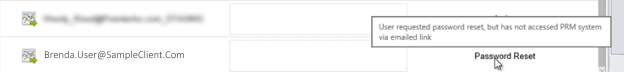 User requested password reset, but has not accessed PRM system
via emailed link
Brenda.User@SampleClient.Com
Password Reset